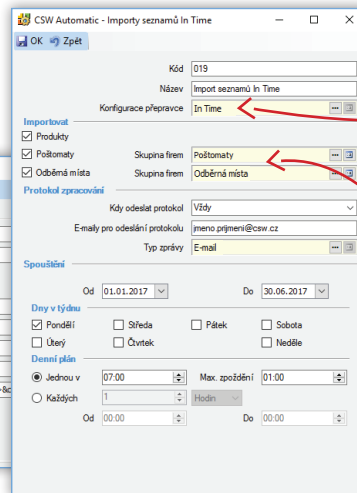 CSW Automatic - Importy seznamů In Time
OK Zpět
Kód 019
Název Import seznamů In Time
Konfigurace přepravce In Time
Importovat
Produkty
Poštomaty Skupina firem Poštomaty
Odběrná místa Skupina firem Odběrná místa
Protokol zpracování
Kdy odeslat protokol Vždy
E-maily pro odeslání protokolu jmeno.prijmeni@csw.cz
Typ zprávy E-mail
Spouštění
Od 01.01.2017 Do 30.06.2017
Dny v týdnu
Pondělí Středa Pátek Sobota
Úterý Čtvrtek Neděle
Denní plán
Jednou v 07:00 Max. zpoždění 01:00
Každých 1 Hodin
Od 00:00 Do 00:00